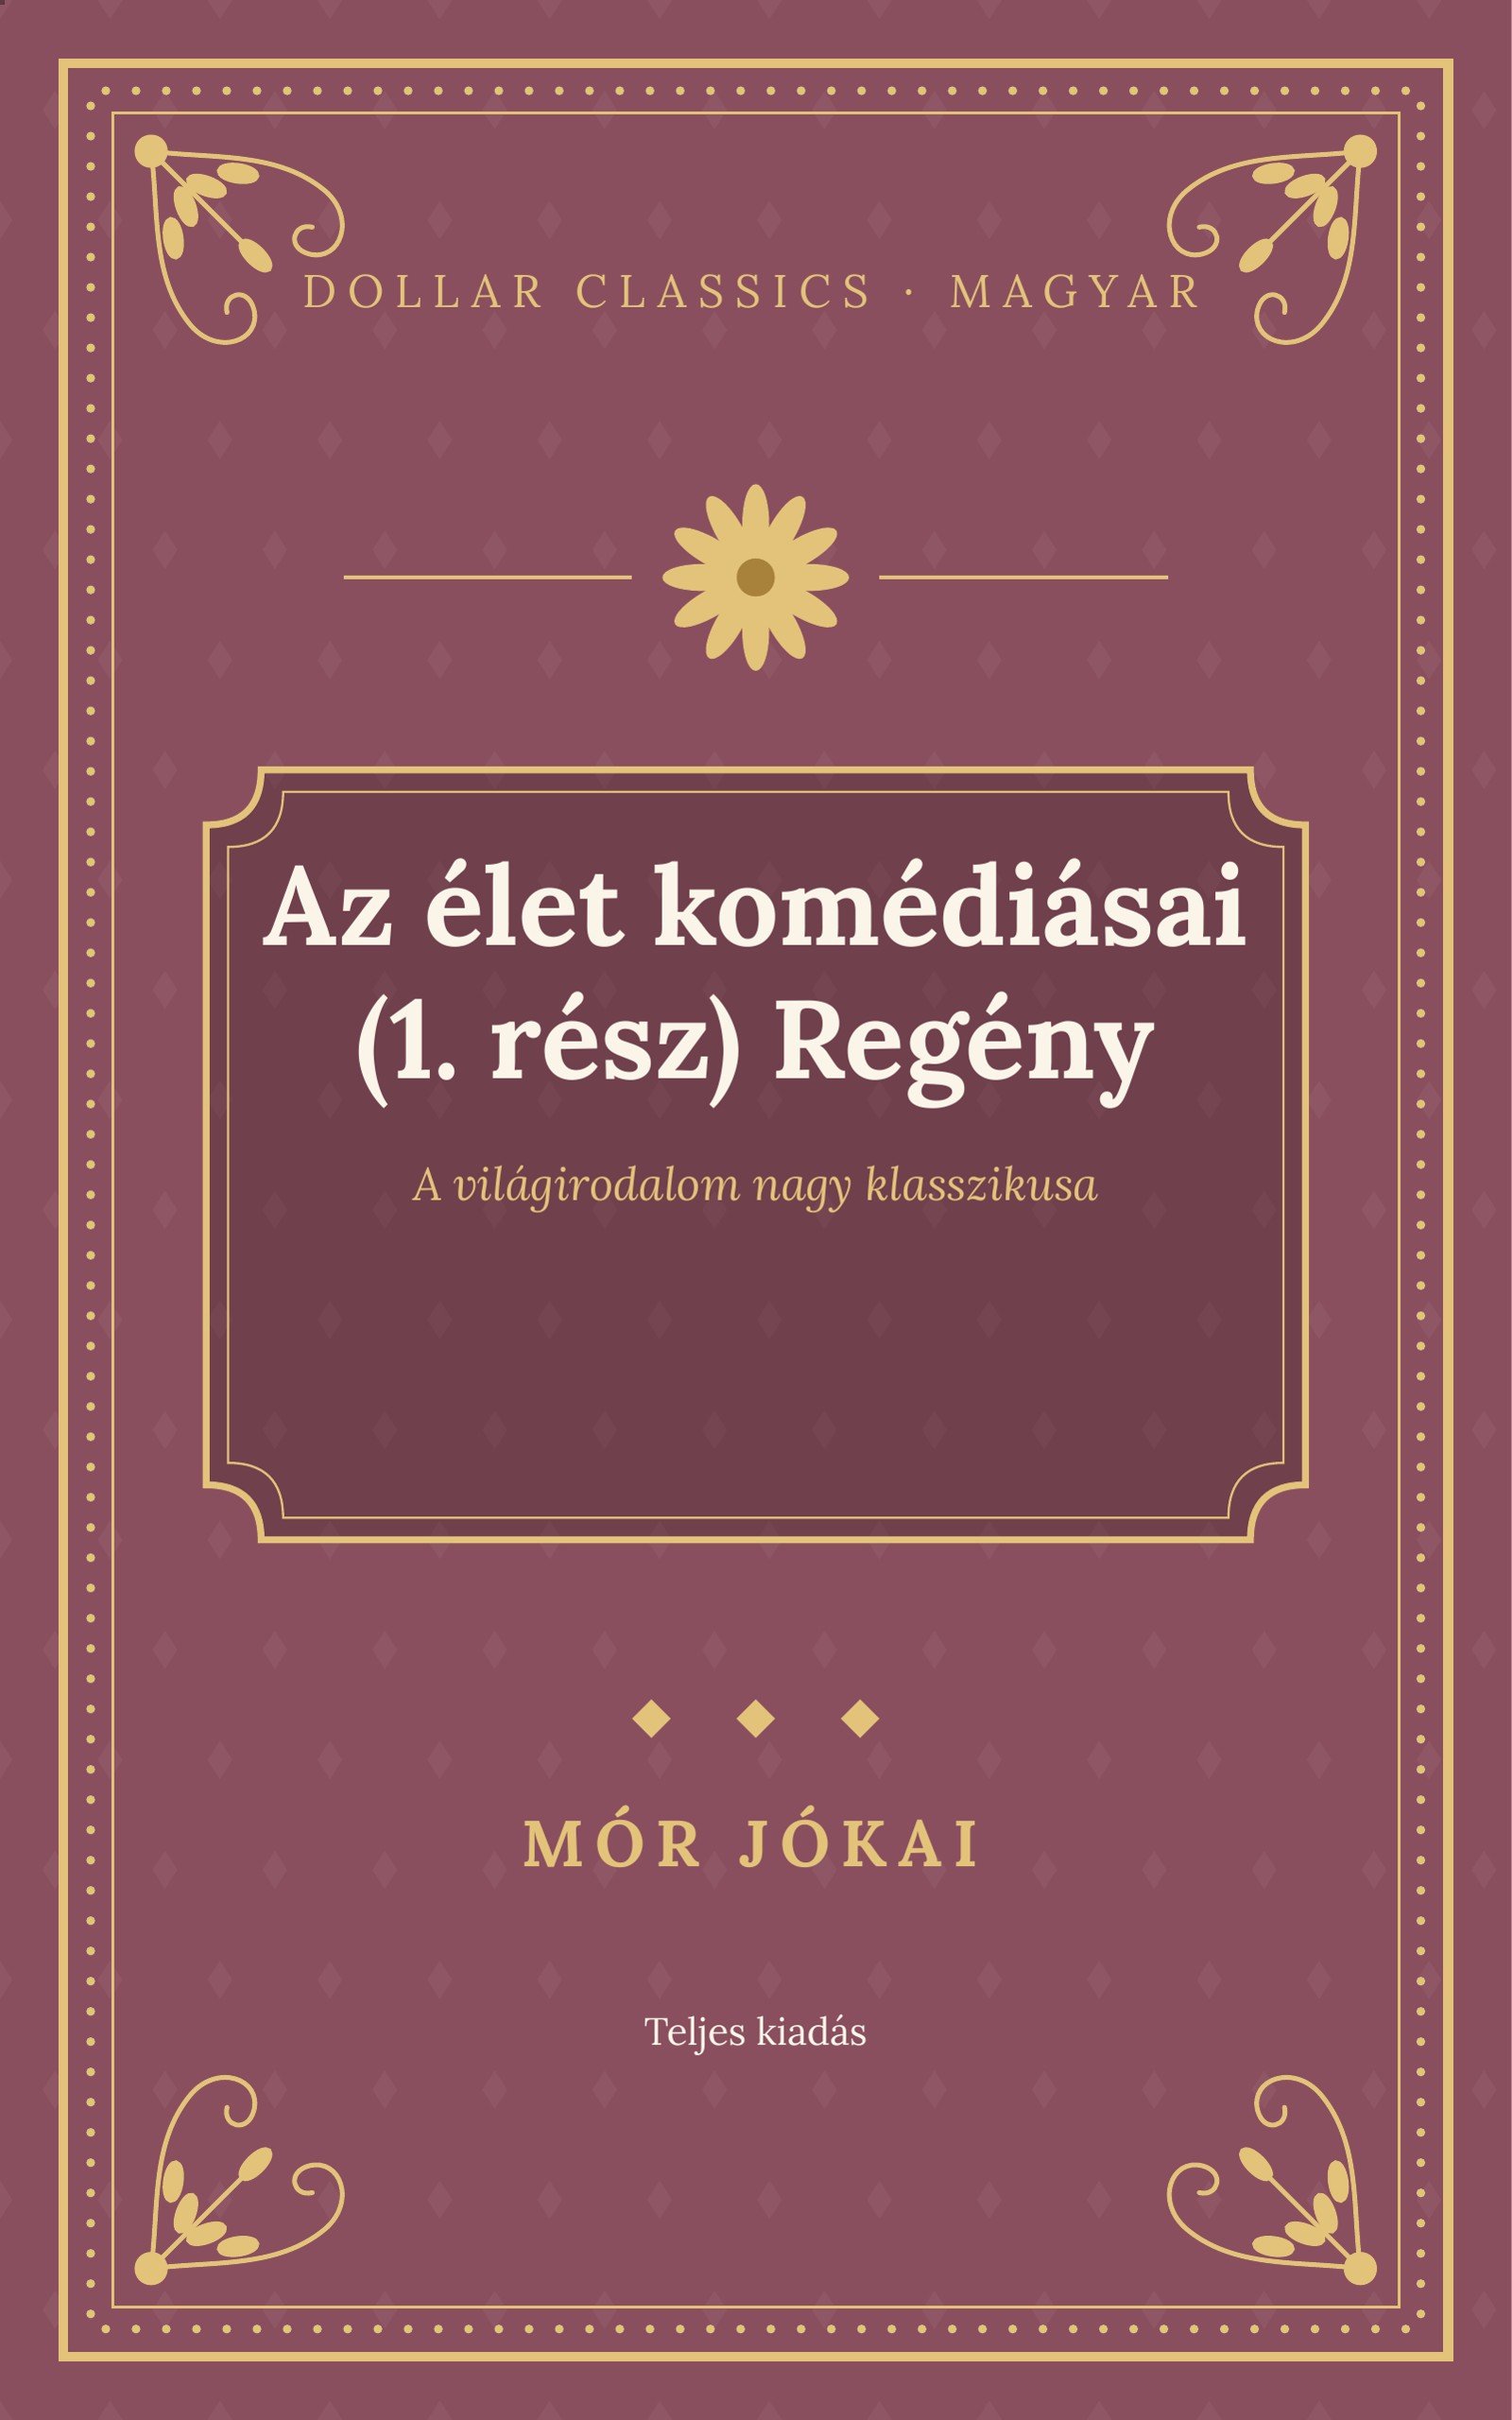 DOLLAR CLASSICS · MAGYAR
Az élet komédiásai
(1. rész) Regény
A világirodalom nagy klasszikusa
MÓR JÓKAI
Teljes kiadás